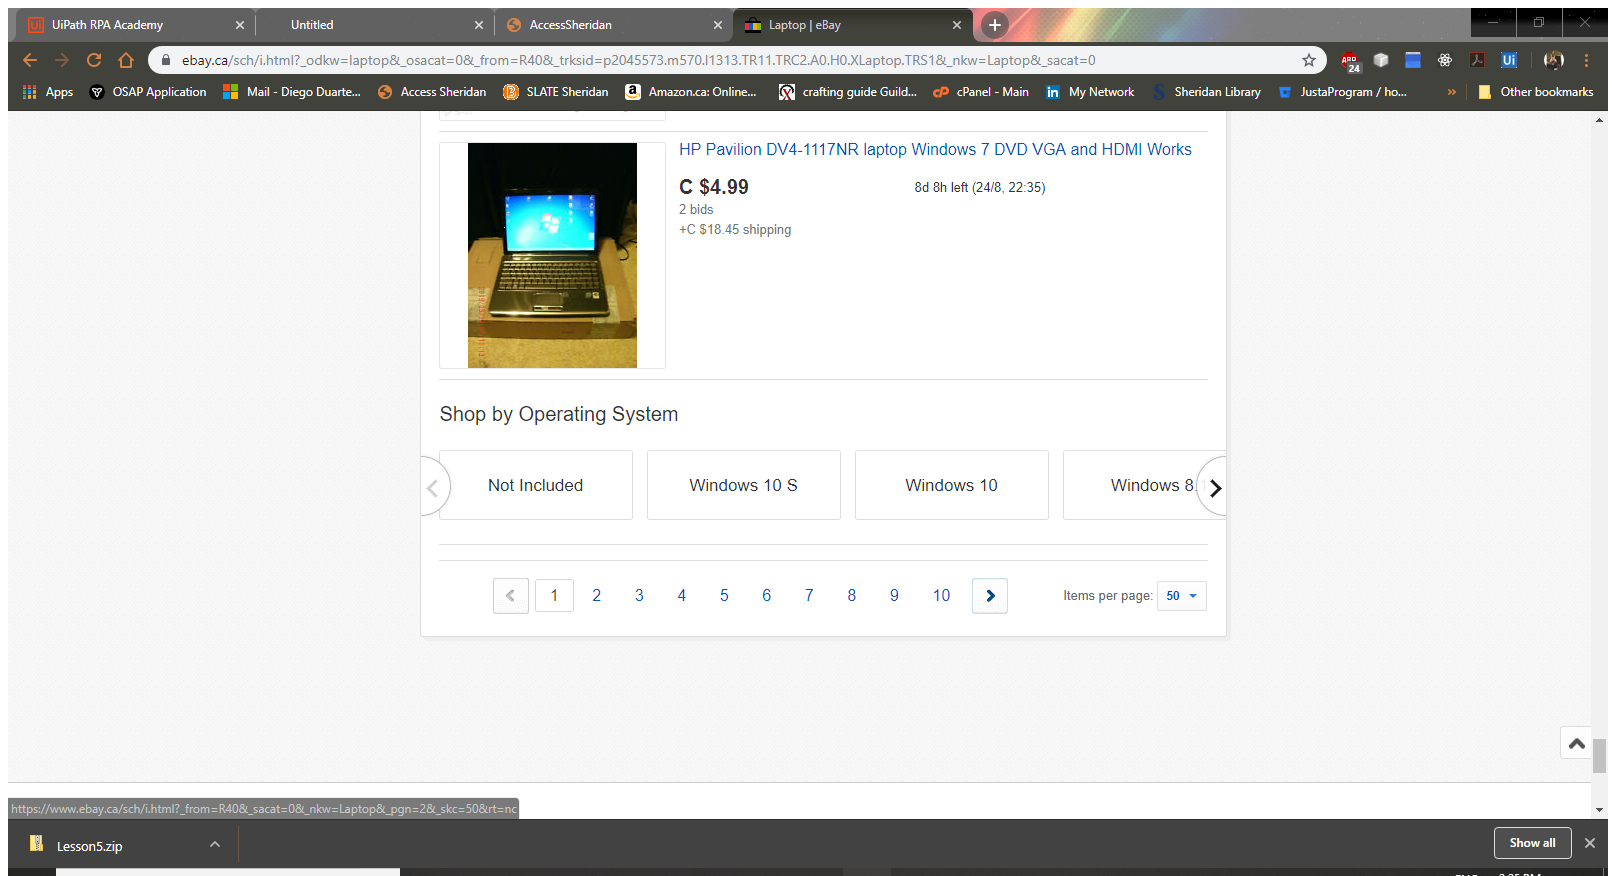 UiPath RPA Academy
Untitled
AccessSheridan
Laptop | eBay
ebay.ca/sch/i.html?_odkw=laptop&_osacat=0&_from=R40&_trksid=p2045573.m570.l1313.TR11.TRC2.A0.H0.XLaptop.TRS1&_nkw=Laptop&_sacat=0
ABP
24
Ui
Apps
OSAP Application
Mail - Diego Duarte...
Access Sheridan
SLATE Sheridan
Amazon.ca: Online...
crafting guide Guild...
cPanel - Main
My Network
Sheridan Library
JustaProgram / ho...
»
Other bookmarks
HP Pavilion DV4-1117NR laptop Windows 7 DVD VGA and HDMI Works
C $4.99
8d 8h left (24/8, 22:35)
2 bids
+C $18.45 shipping
Shop by Operating System
Not Included
Windows 10 S
Windows 10
Windows 8.
1 2 3 4 5 6 7 8 9 10
Items per page: 50
https://www.ebay.ca/sch/i.html?_from=R40&_sacat=0&_nkw=Laptop&_pgn=2&_skc=50&rt=nc
Lesson5.zip
Show all